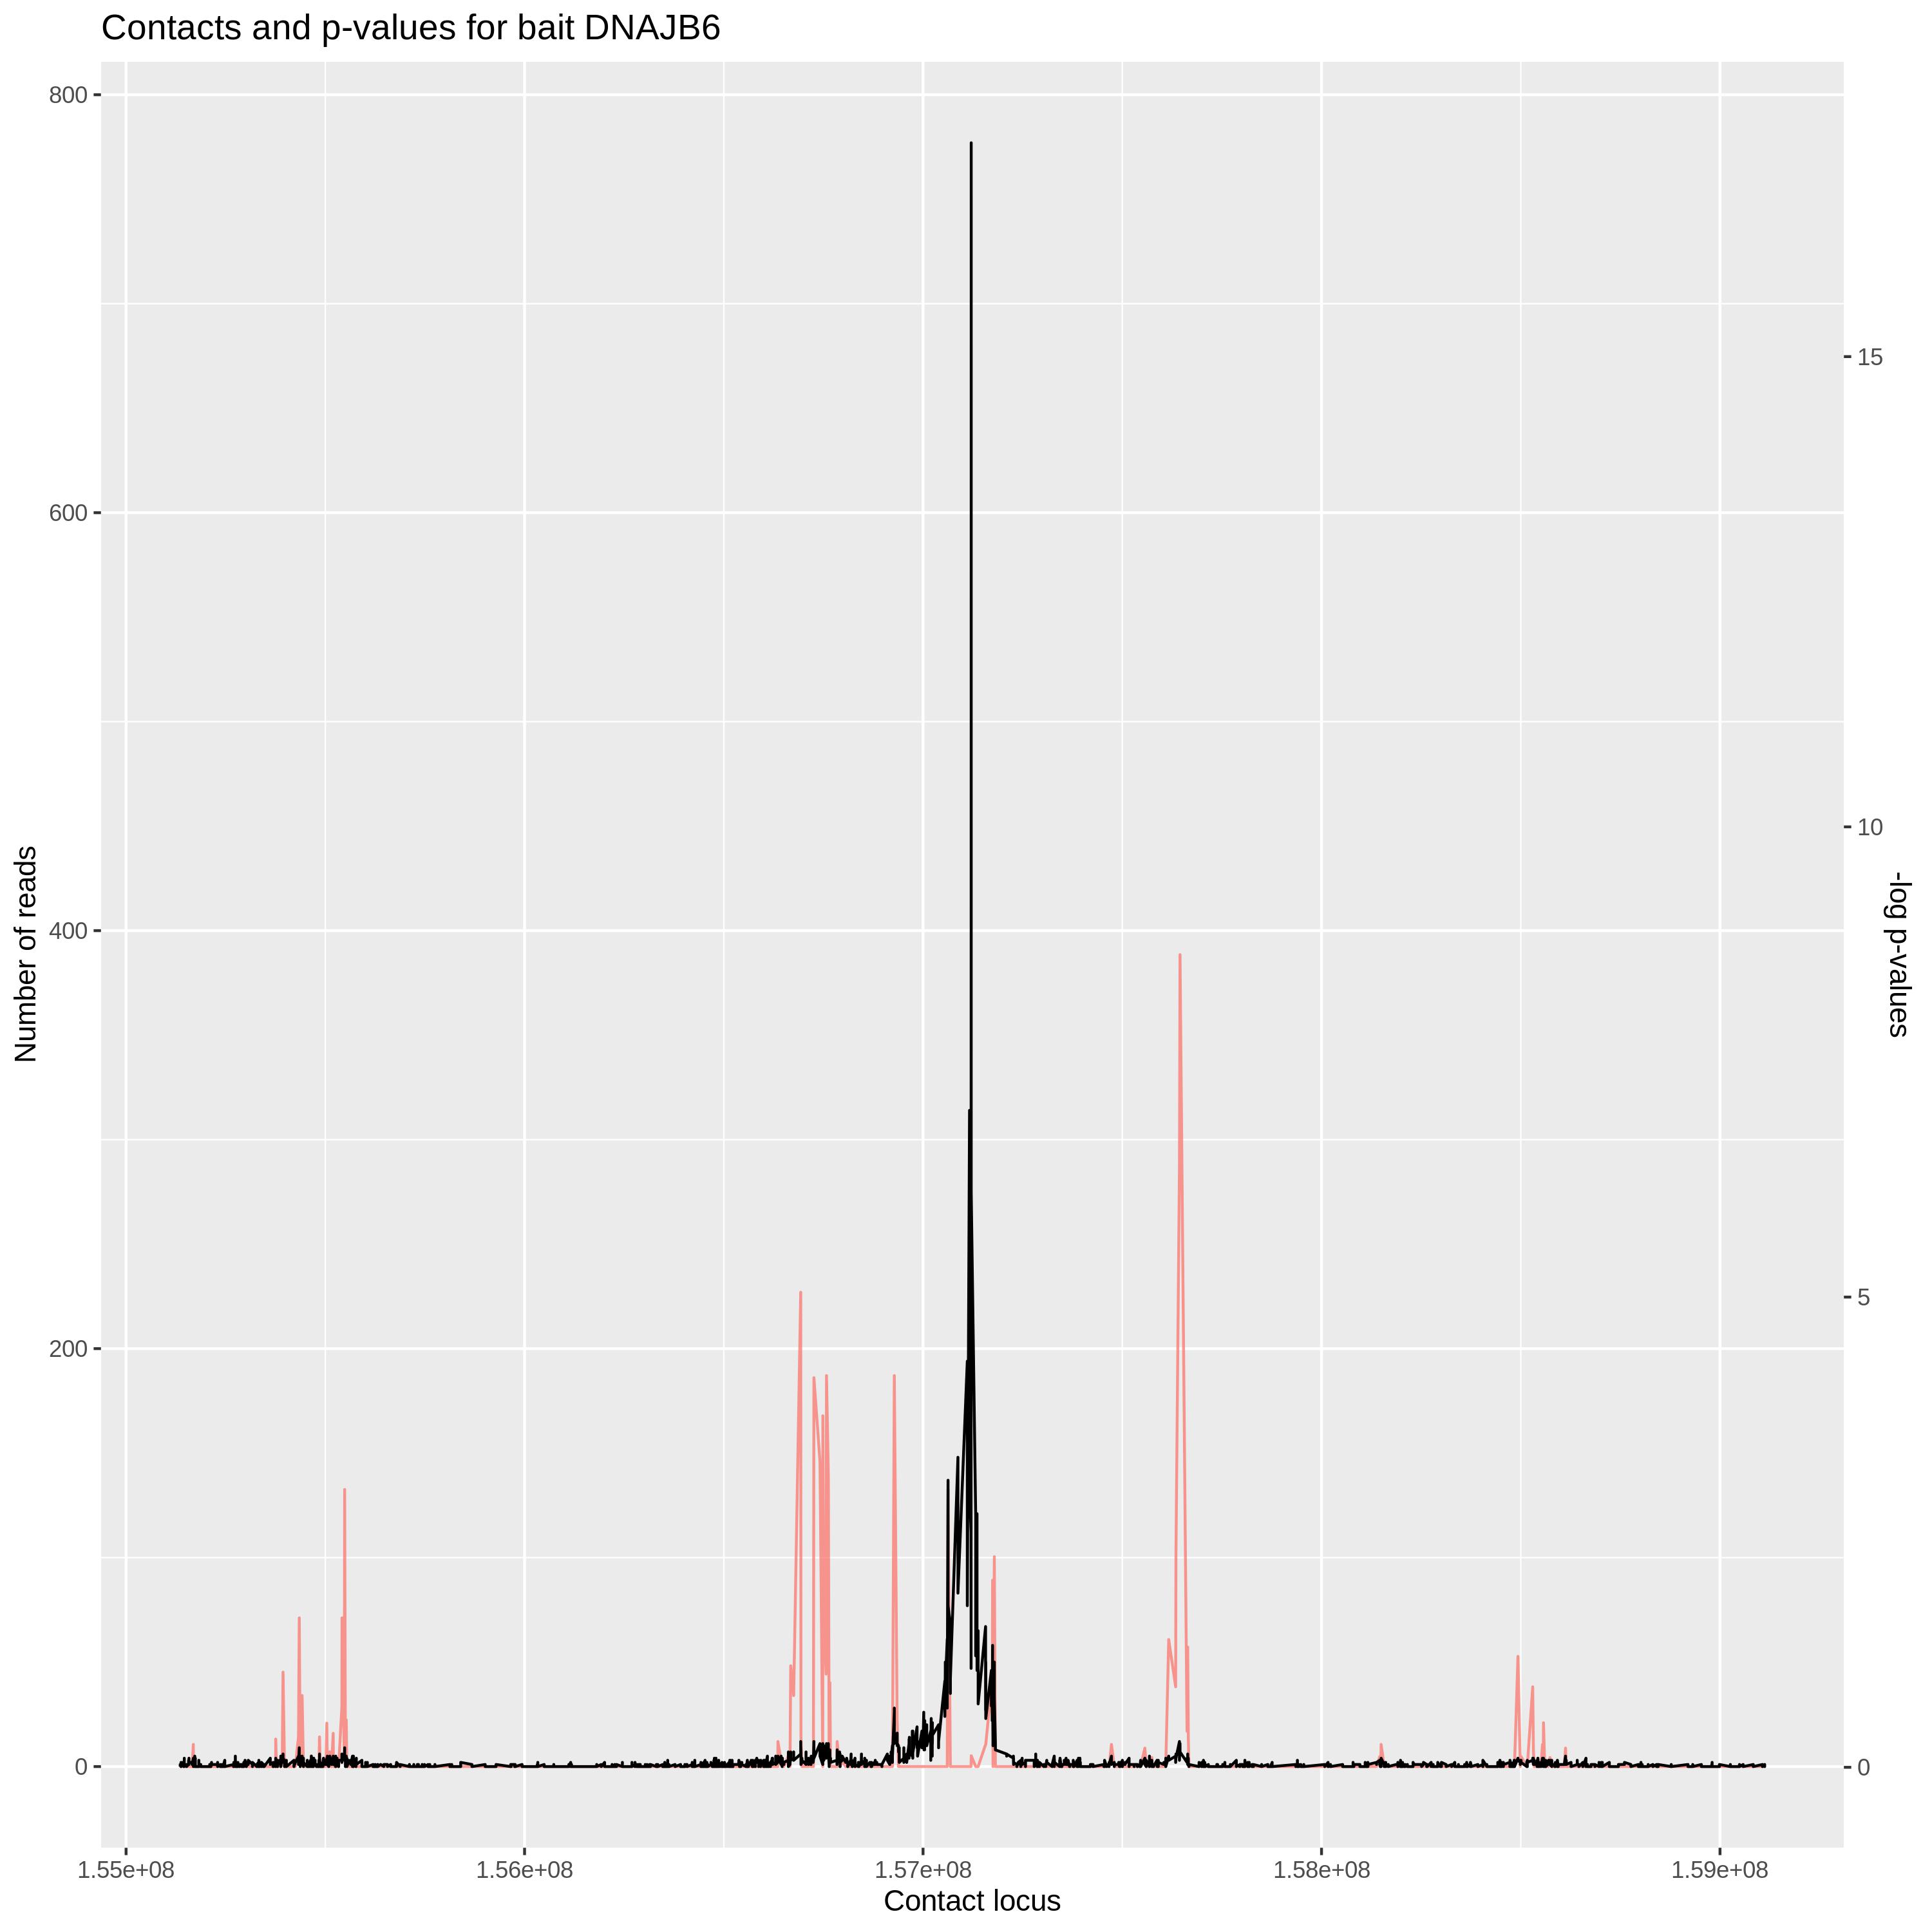 Contacts and p-values for bait DNAJB6
800
600
400
200
0
Number of reads
15
10
5
0
-log p-values
1.55e+08 1.56e+08 1.57e+08 1.58e+08 1.59e+08
Contact locus